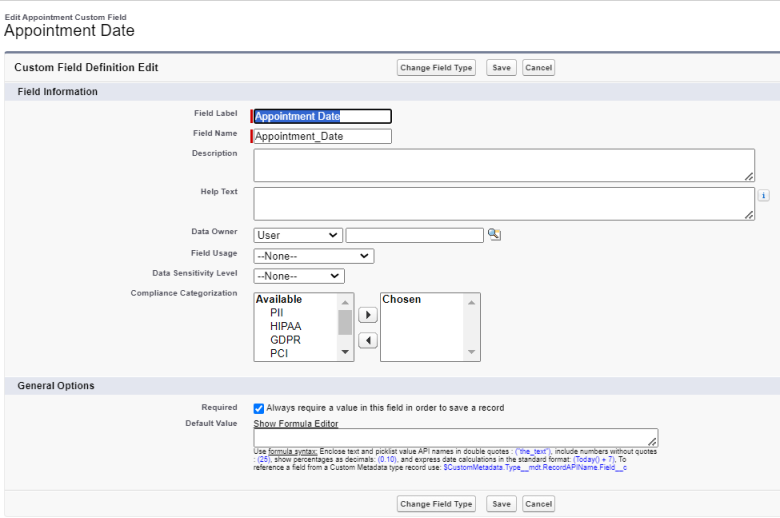 Edit Appointment Custom Field
Appointment Date
Custom Field Definition Edit
Change Field Type Save Cancel
Field Information
Field Label Appointment Date
Field Name Appointment_Date
Description
Help Text
i
Data Owner User
Field Usage --None--
Data Sensitivity Level --None--
Compliance Categorization
Available Chosen
PII
HIPAA
GDPR
PCI
General Options
Required Always require a value in this field in order to save a record
Default Value Show Formula Editor
Use formula syntax: Enclose text and picklist value API names in double quotes : ("the_text"), include numbers without quotes
: (25), show percentages as decimals: (0.10), and express date calculations in the standard format: (Today() + 7), To
reference a field from a Custom Metadata type record use: $CustomMetadata.Type__mdt.RecordAPIName.Field__c
Change Field Type Save Cancel